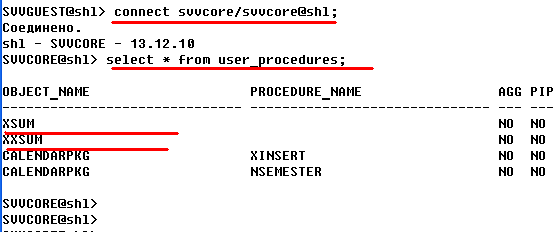 SVVGUEST@shl> connect svvcore/svvcore@shl;
Соединено.
shl - SVVCORE - 13.12.10
SVVCORE@shl> select * from user_procedures;
OBJECT_NAME PROCEDURE_NAME AGG PIP
XSUM NO NO
XXSUM NO NO
CALENDARPKG XINSERT NO NO
CALENDARPKG NSEMESTER NO NO
SVVCORE@shl>
SVVCORE@shl>